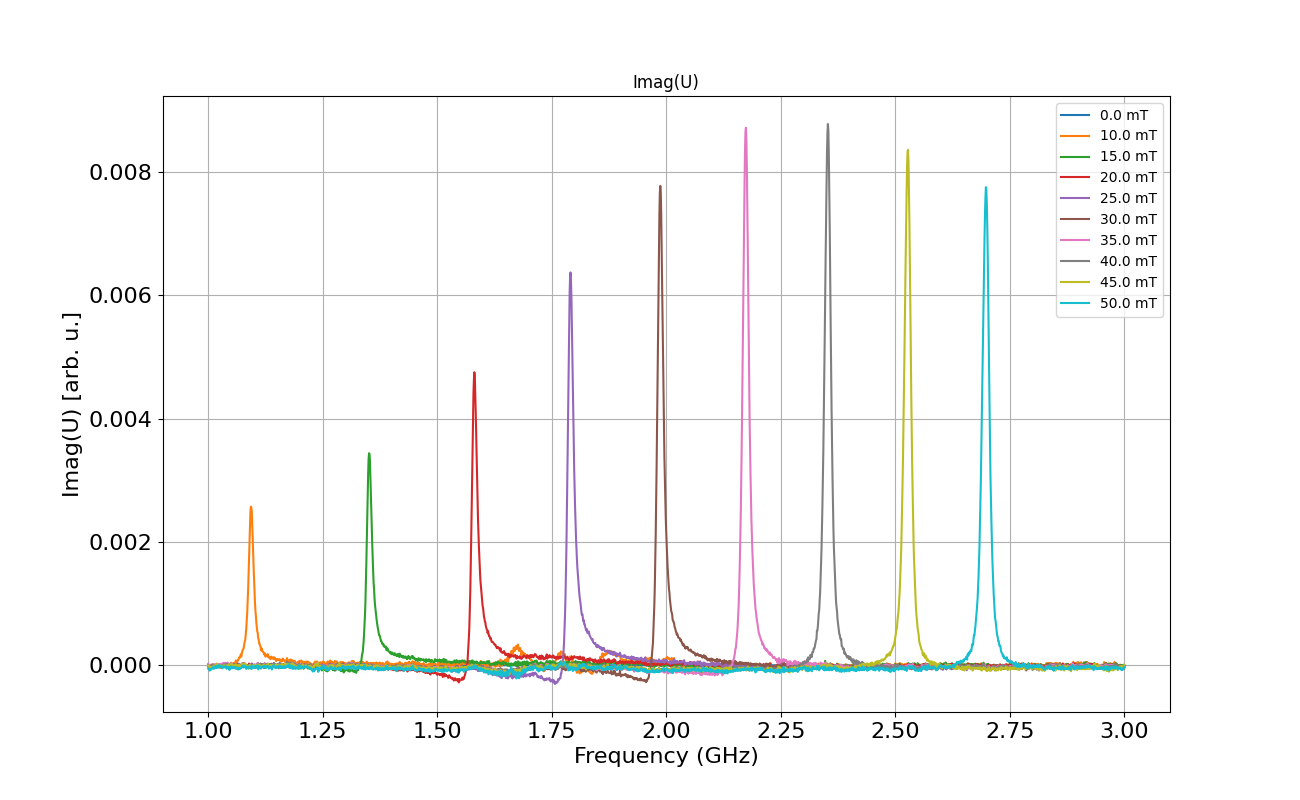 Imag(U)
0.0 mT
10.0 mT
15.0 mT
20.0 mT
25.0 mT
30.0 mT
35.0 mT
40.0 mT
45.0 mT
50.0 mT
0.008
0.006
0.004
0.002
0.000
Imag(U) [arb. u.]
1.00 1.25 1.50 1.75 2.00 2.25 2.50 2.75 3.00
Frequency (GHz)